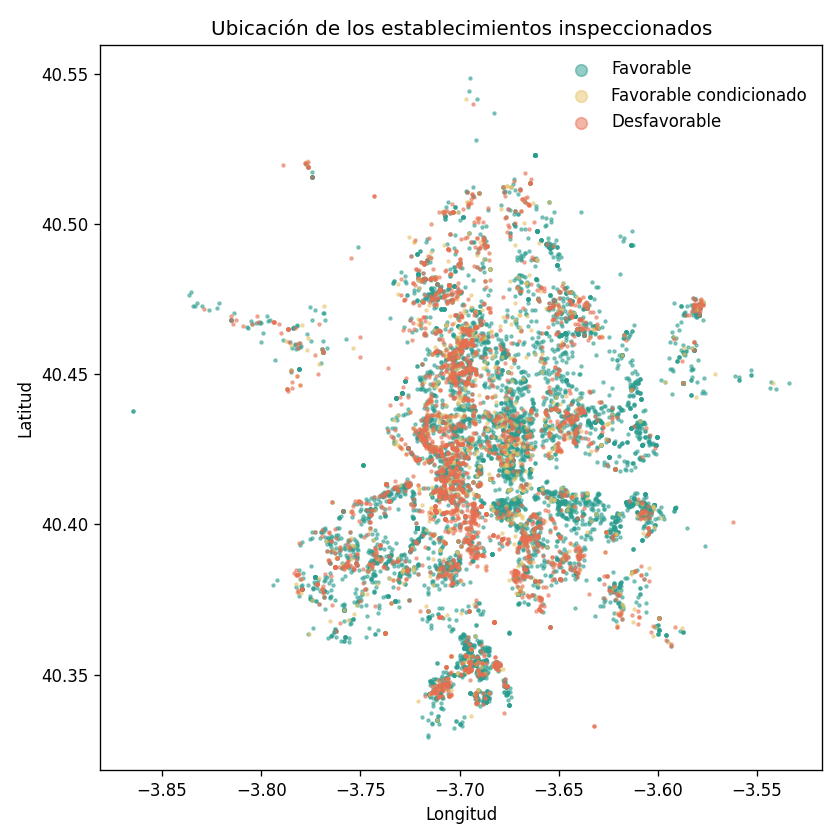 Ubicación de los establecimientos inspeccionados
Favorable
Favorable condicionado
Desfavorable
Latitud
40.55
40.50
40.45
40.40
40.35
−3.85
−3.80
−3.75
−3.70
−3.65
−3.60
−3.55
Longitud